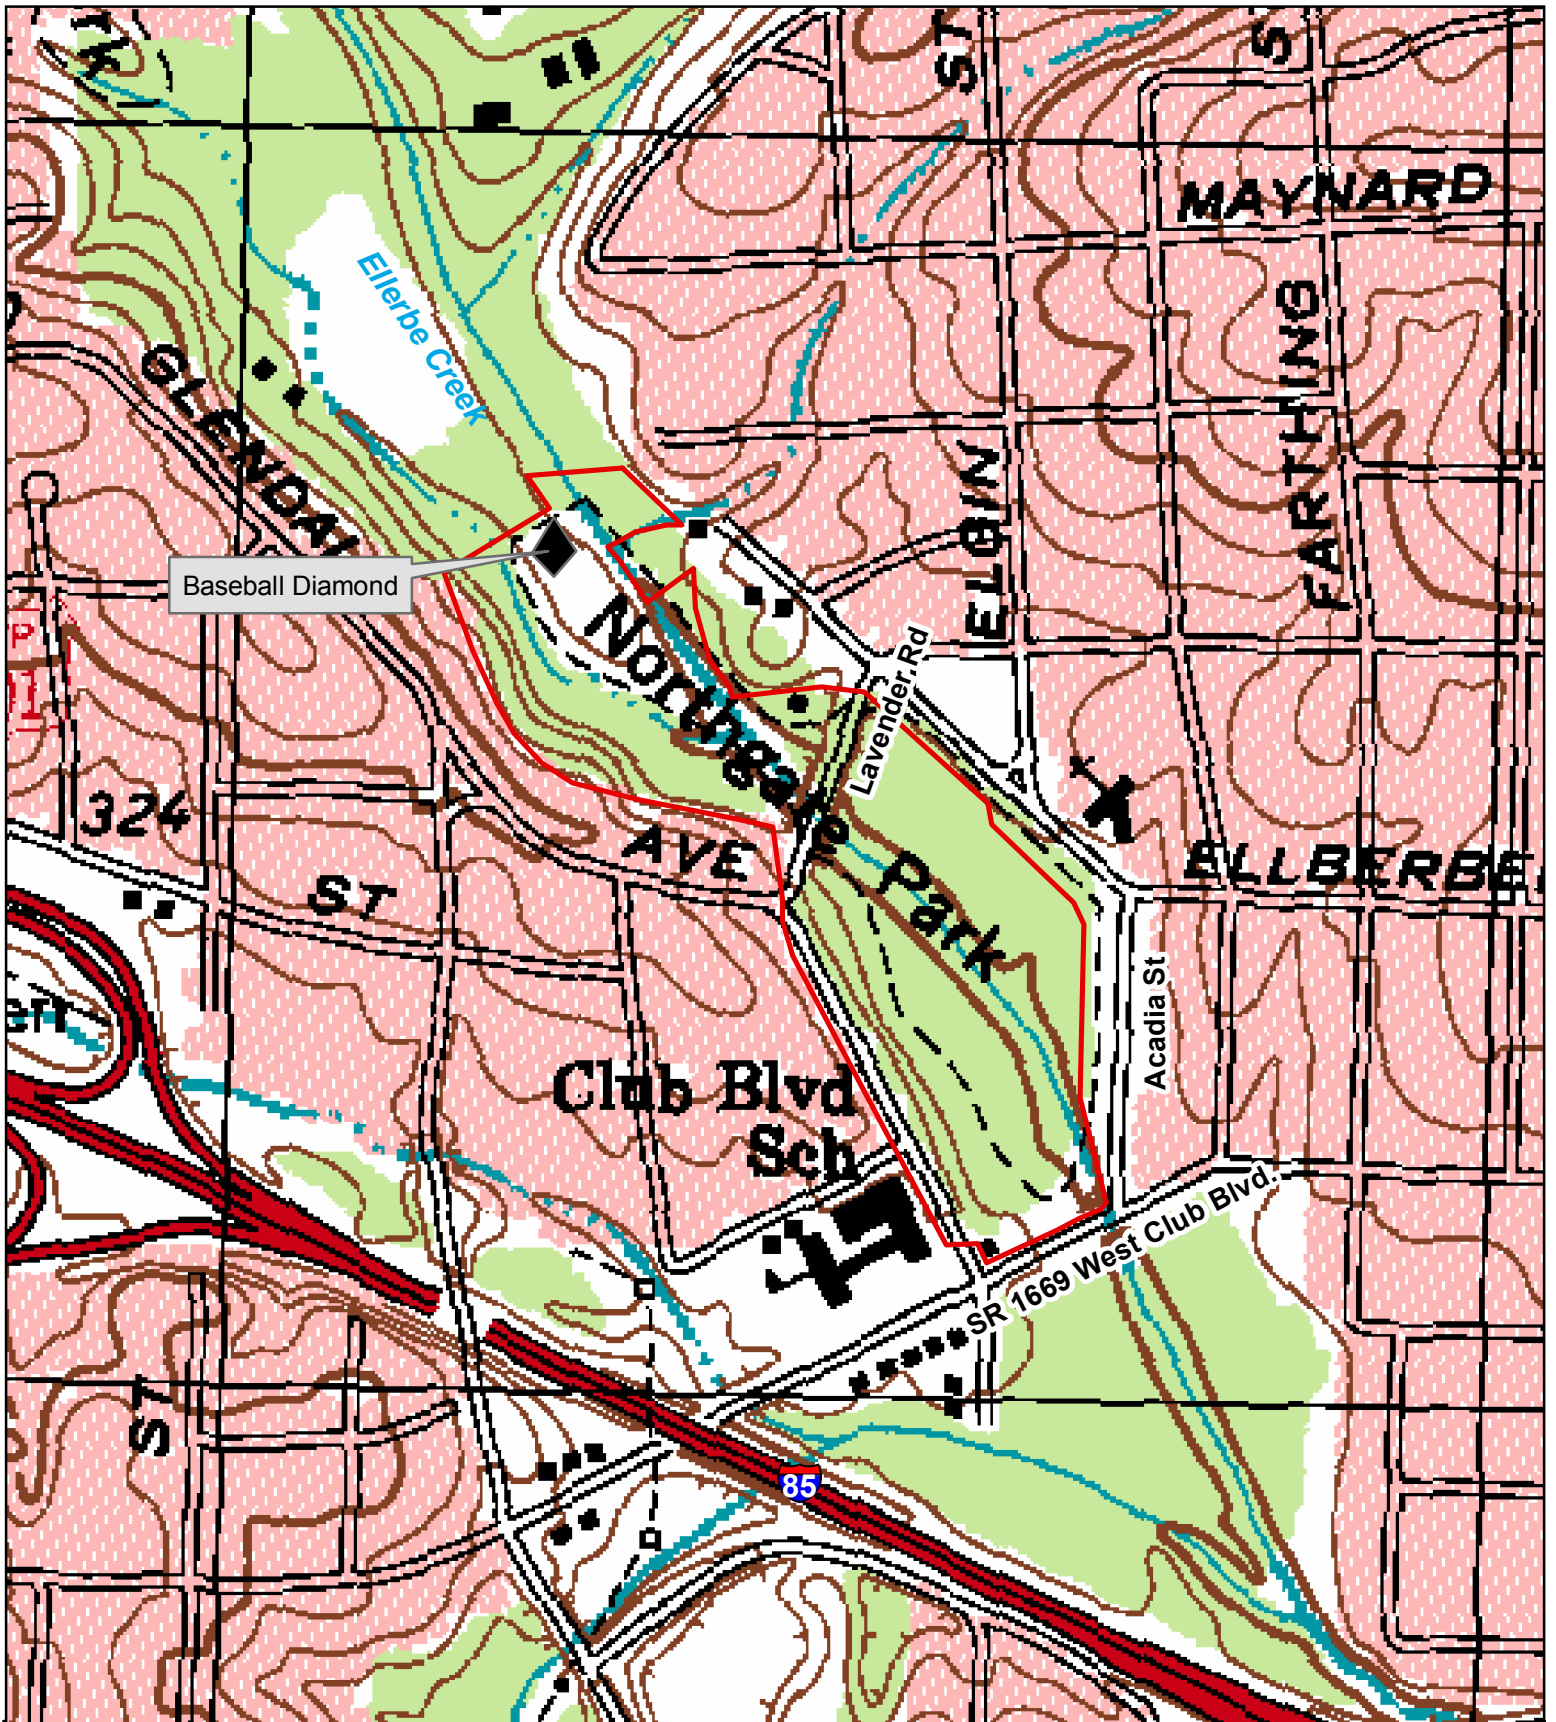 ST
S
MAYNARD
Ellerbe Creek
GLENDAL
FARTHING
ELGIN
Baseball Diamond
Northgate Park
Lavender Rd
324
AVE
ELLBERBE
ST
Acadia St
Club Blvd
Sch
SR 1669 West Club Blvd.
ST
85